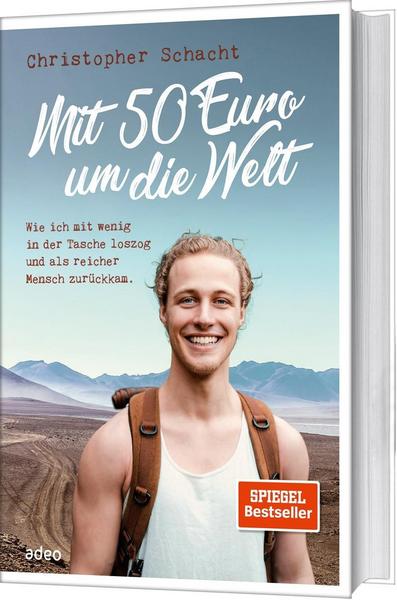 Christopher Schacht
Mit 50 Euro
um die Welt
Wie ich mit wenig
in der Tasche loszog
und als reicher
Mensch zurückkam.
SPIEGEL
Bestseller
adeo